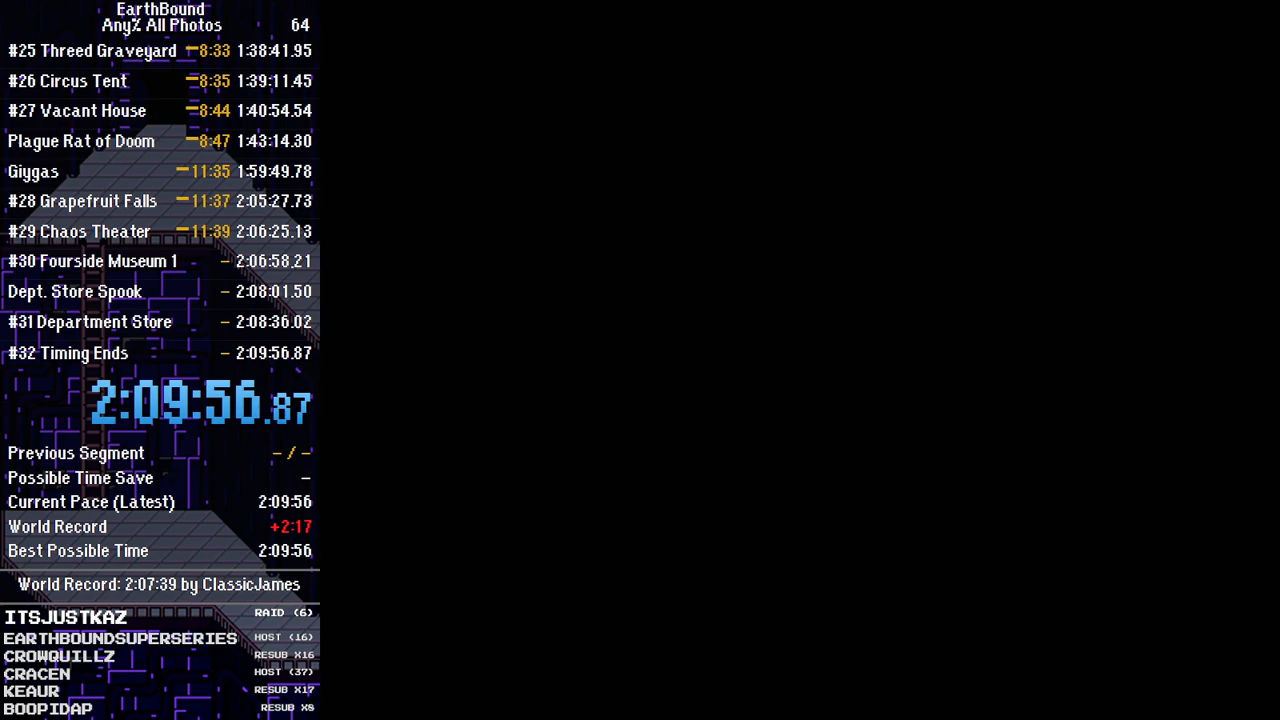 EarthBound
Any% All Photos 64
#25 Threed Graveyard -8:33 1:38:41.95
#26 Circus Tent -8:35 1:39:11.45
#27 Vacant House -8:44 1:40:54.54
Plague Rat of Doom -8:47 1:43:14.30
Giygas -11:35 1:59:49.78
#28 Grapefruit Falls -11:37 2:05:27.73
#29 Chaos Theater -11:39 2:06:25.13
#30 Fourside Museum 1 - 2:06:58.21
Dept. Store Spook - 2:08:01.50
#31 Department Store - 2:08:36.02
#32 Timing Ends - 2:09:56.87
2:09:56.87
Previous Segment - / -
Possible Time Save -
Current Pace (Latest) 2:09:56
World Record +2:17
Best Possible Time 2:09:56
World Record: 2:07:39 by ClassicJames
ITSJUSTKAZ RAID (6)
EARTHBOUNDSUPERSERIES HOST (16)
CROWQUILLZ RESUB X16
CRACEN HOST (37)
KEAUR RESUB X17
BOOPIDAP RESUB X8